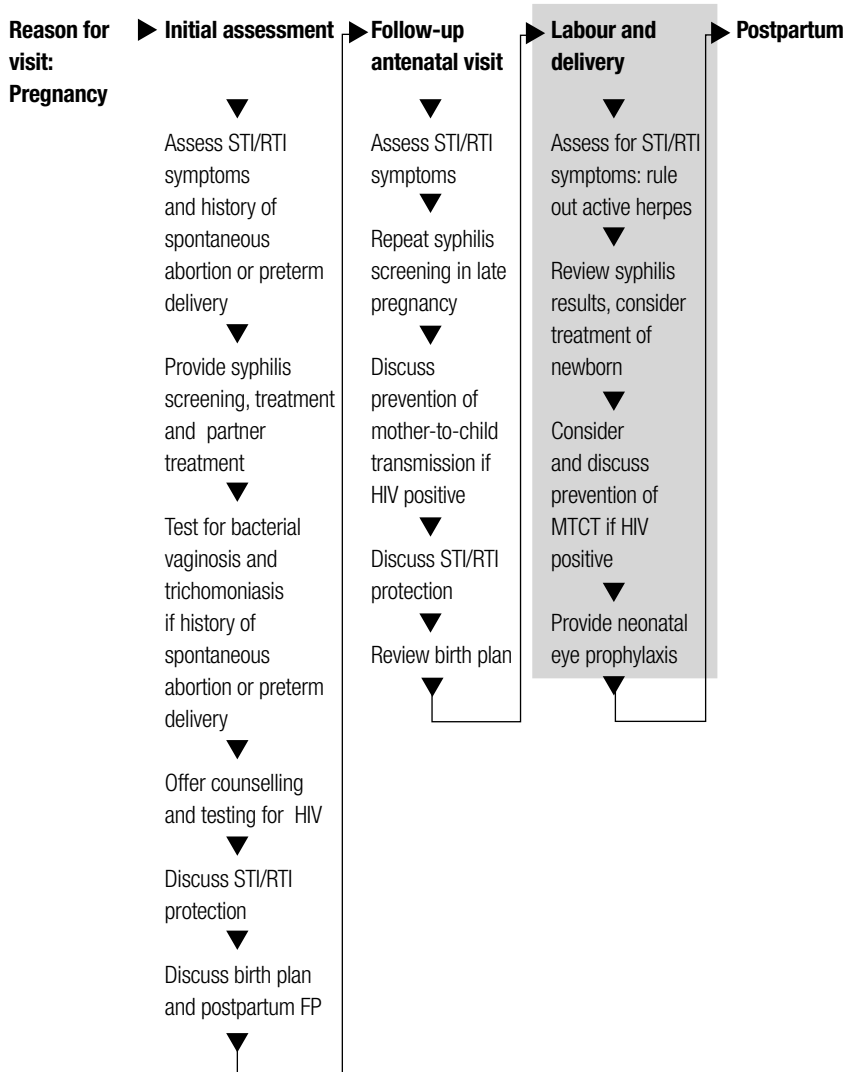 Reason for
visit:
Pregnancy
Initial assessment
Assess STI/RTI
symptoms
and history of
spontaneous
abortion or preterm
delivery
Provide syphilis
screening, treatment
and partner
treatment
Test for bacterial
vaginosis and
trichomoniasis
if history of
spontaneous
abortion or preterm
delivery
Offer counselling
and testing for HIV
Discuss STI/RTI
protection
Discuss birth plan
and postpartum FP
Follow-up
antenatal visit
Assess STI/RTI
symptoms
Repeat syphilis
screening in late
pregnancy
Discuss
prevention of
mother-to-child
transmission if
HIV positive
Discuss STI/RTI
protection
Review birth plan
Labour and
delivery
Assess for STI/RTI
symptoms: rule
out active herpes
Review syphilis
results, consider
treatment of
newborn
Consider
and discuss
prevention of
MTCT if HIV
positive
Provide neonatal
eye prophylaxis
Postpartum